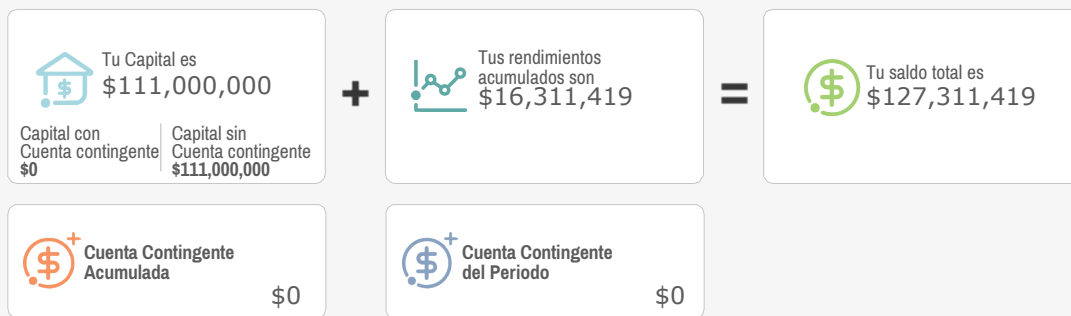 Tu Capital es
$111,000,000
Capital con
Cuenta contingente
$0
Capital sin
Cuenta contingente
$111,000,000
+
Tus rendimientos
acumulados son
$16,311,419
=
Tu saldo total es
$127,311,419
Cuenta Contingente
Acumulada
$0
Cuenta Contingente
del Periodo
$0